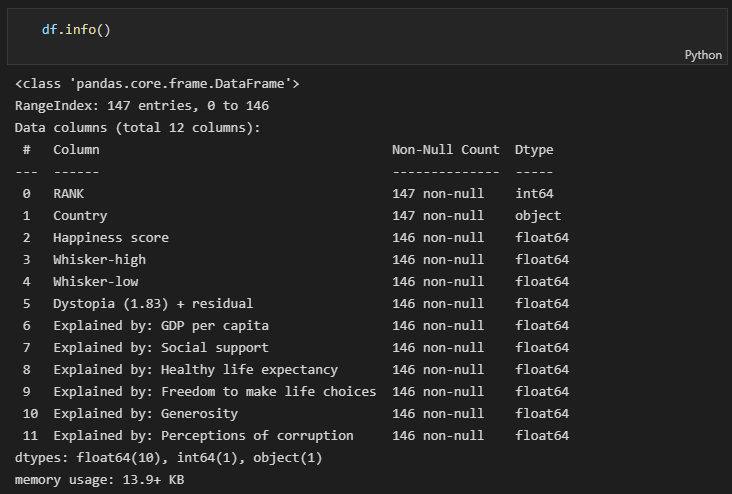 df.info()
Python
<class 'pandas.core.frame.DataFrame'>
RangeIndex: 147 entries, 0 to 146
Data columns (total 12 columns):
 #   Column                                      Non-Null Count  Dtype
---  ------                                      --------------  -----
 0   RANK                                        147 non-null    int64
 1   Country                                     147 non-null    object
 2   Happiness score                             146 non-null    float64
 3   Whisker-high                                146 non-null    float64
 4   Whisker-low                                 146 non-null    float64
 5   Dystopia (1.83) + residual                  146 non-null    float64
 6   Explained by: GDP per capita                146 non-null    float64
 7   Explained by: Social support                146 non-null    float64
 8   Explained by: Healthy life expectancy       146 non-null    float64
 9   Explained by: Freedom to make life choices  146 non-null    float64
 10  Explained by: Generosity                    146 non-null    float64
 11  Explained by: Perceptions of corruption     146 non-null    float64
dtypes: float64(10), int64(1), object(1)
memory usage: 13.9+ KB